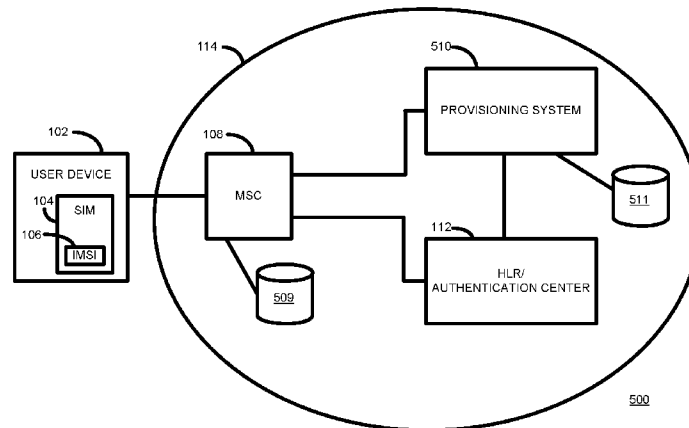 114
510
PROVISIONING SYSTEM
102
108
USER DEVICE
MSC
104
SIM
511
106
IMSI
112
HLR/
AUTHENTICATION CENTER
509
500